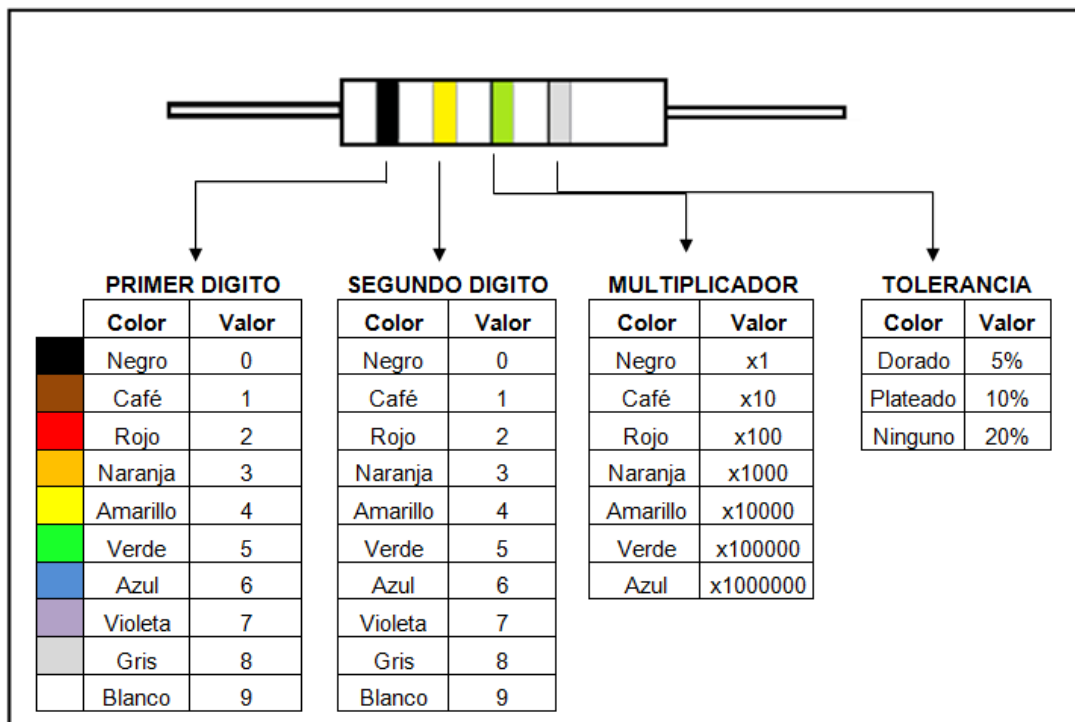 PRIMER DIGITO SEGUNDO DIGITO MULTIPLICADOR TOLERANCIA
Color Valor Color Valor Color Valor Color Valor
Negro 0 Negro 0 Negro x1 Dorado 5%
Café 1 Café 1 Café x10 Plateado 10%
Rojo 2 Rojo 2 Rojo x100 Ninguno 20%
Naranja 3 Naranja 3 Naranja x1000
Amarillo 4 Amarillo 4 Amarillo x10000
Verde 5 Verde 5 Verde x100000
Azul 6 Azul 6 Azul x1000000
Violeta 7 Violeta 7
Gris 8 Gris 8
Blanco 9 Blanco 9